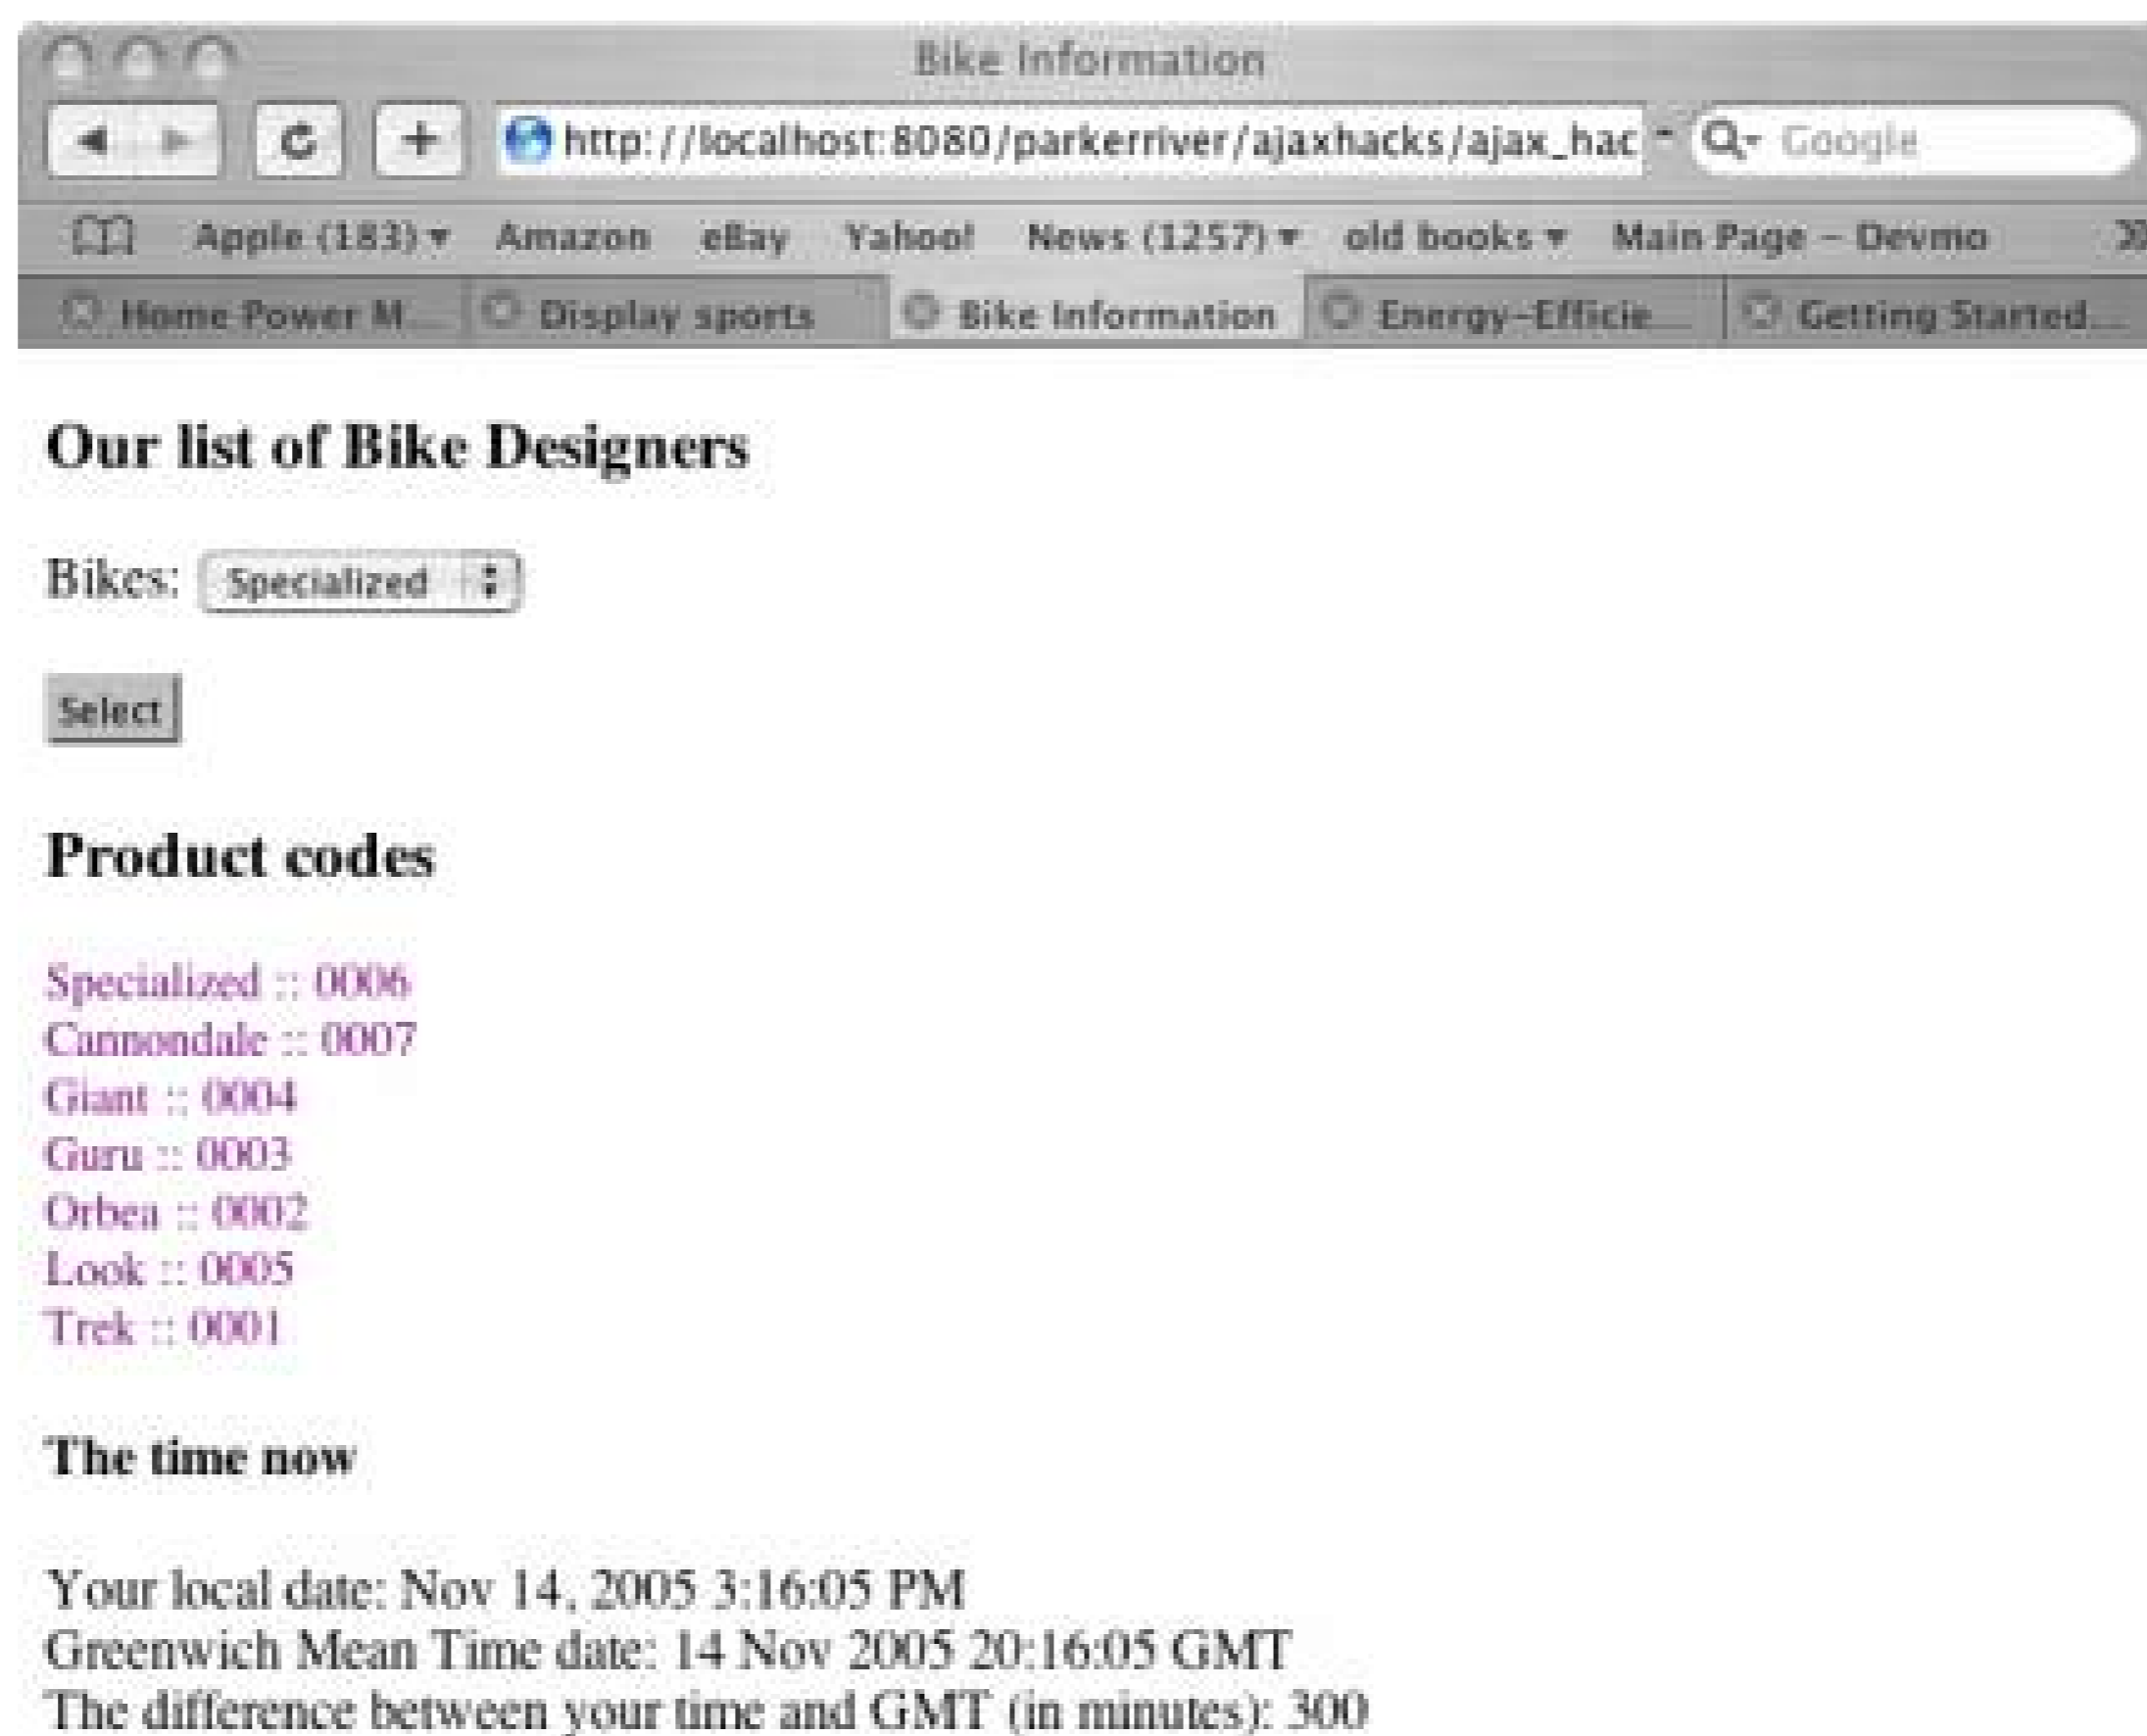 Bike Information
http://localhost:8080/parkerriver/ajaxhacks/ajax_hac Google
Apple (183) Amazon eBay Yahoo! News (1257) old books Main Page – Devmo
Home Power M... Display sports Bike Information Energy-Efficie... Getting Started...
Our list of Bike Designers
Bikes: Specialized
Select
Product codes
Specialized :: 0006
Cannondale :: 0007
Giant :: 0004
Guru :: 0003
Orbea :: 0002
Look :: 0005
Trek :: 0001
The time now
Your local date: Nov 14, 2005 3:16:05 PM
Greenwich Mean Time date: 14 Nov 2005 20:16:05 GMT
The difference between your time and GMT (in minutes): 300